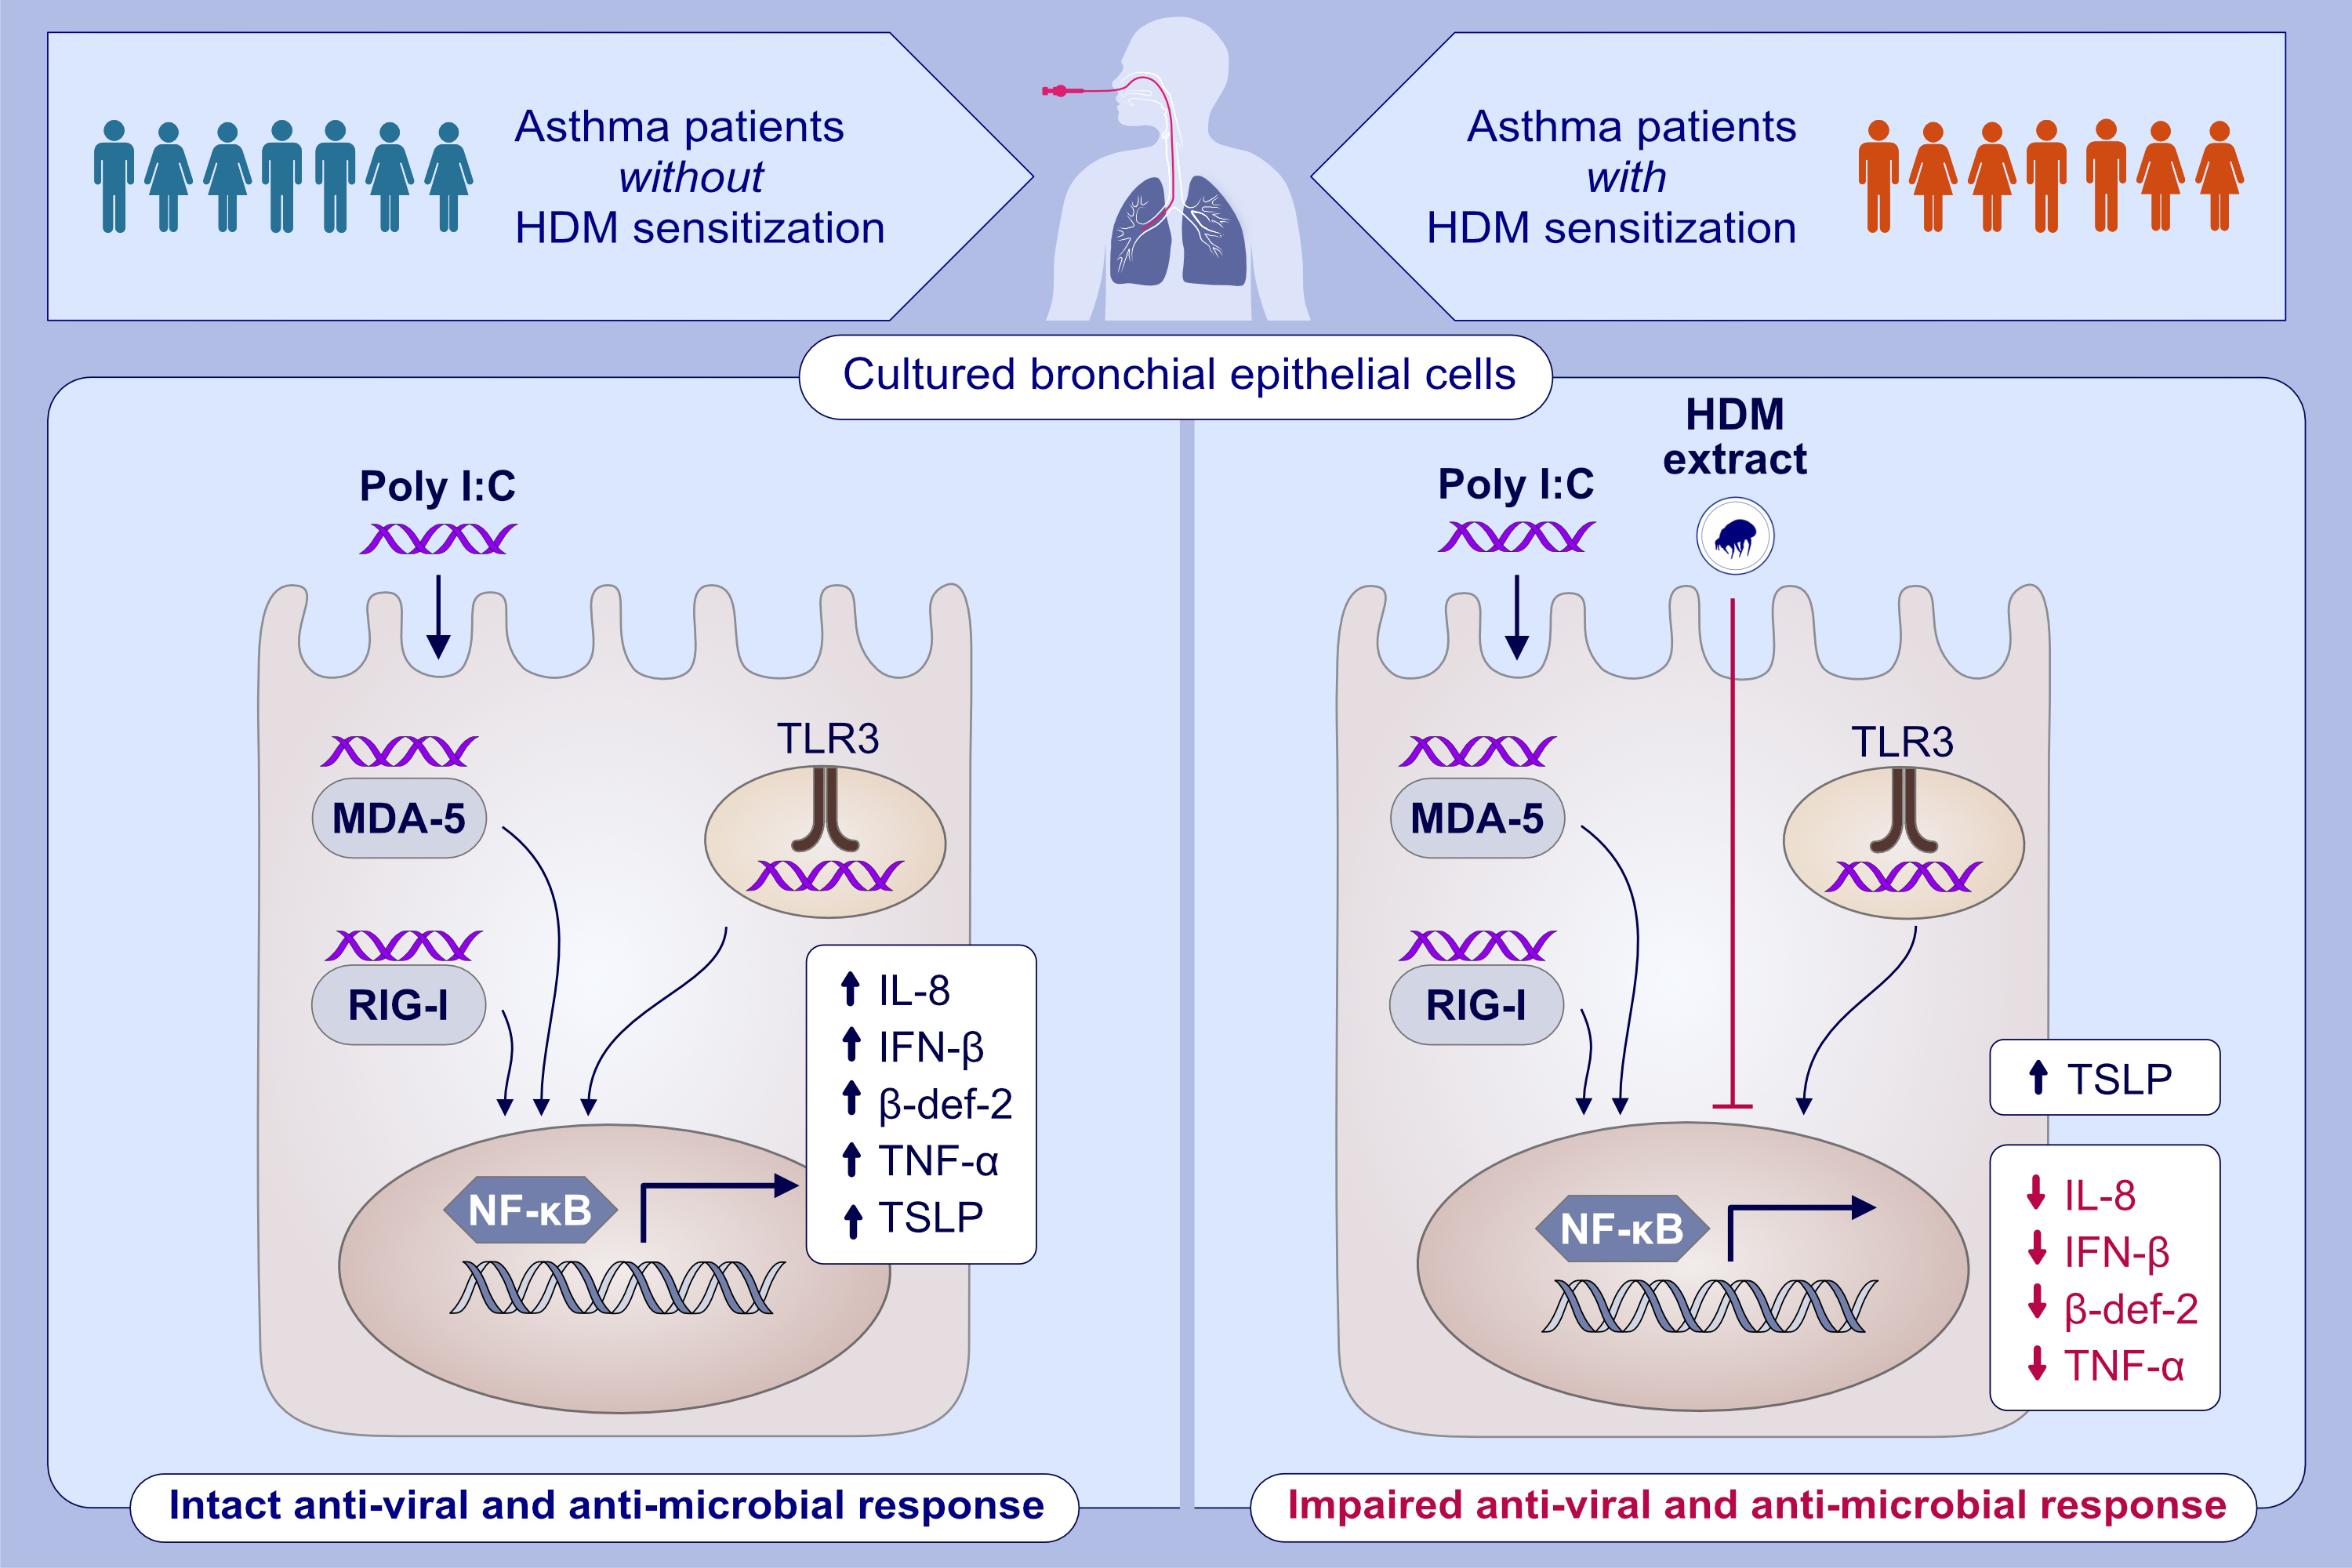 Asthma patients
without
HDM sensitization
Asthma patients
with
HDM sensitization
Cultured bronchial epithelial cells
Poly I:C
TLR3
MDA-5
RIG-I
IL-8
IFN-β
β-def-2
TNF-α
TSLP
NF-κB
Intact anti-viral and anti-microbial response
HDM
extract
Poly I:C
TLR3
MDA-5
RIG-I
TSLP
IL-8
IFN-β
β-def-2
TNF-α
NF-κB
Impaired anti-viral and anti-microbial response